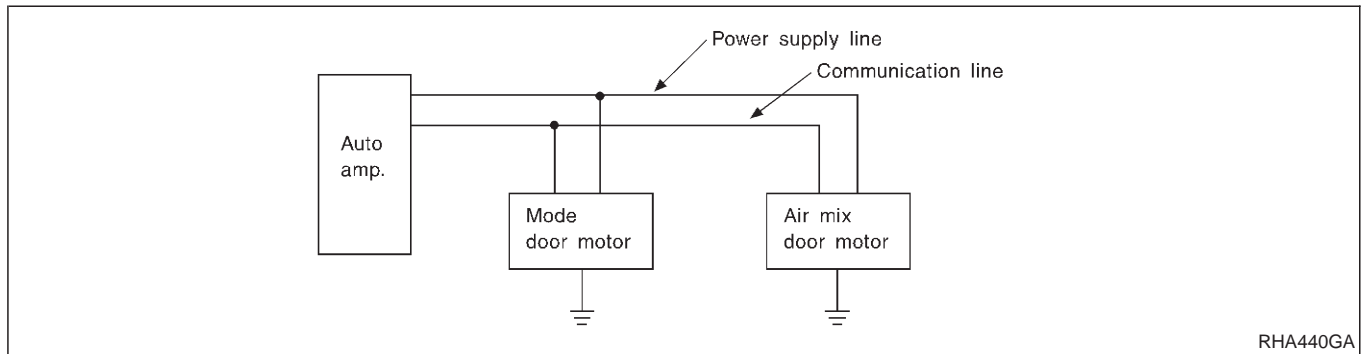 Power supply line
Communication line
Auto
amp.
Mode
door motor
Air mix
door motor
RHA440GA